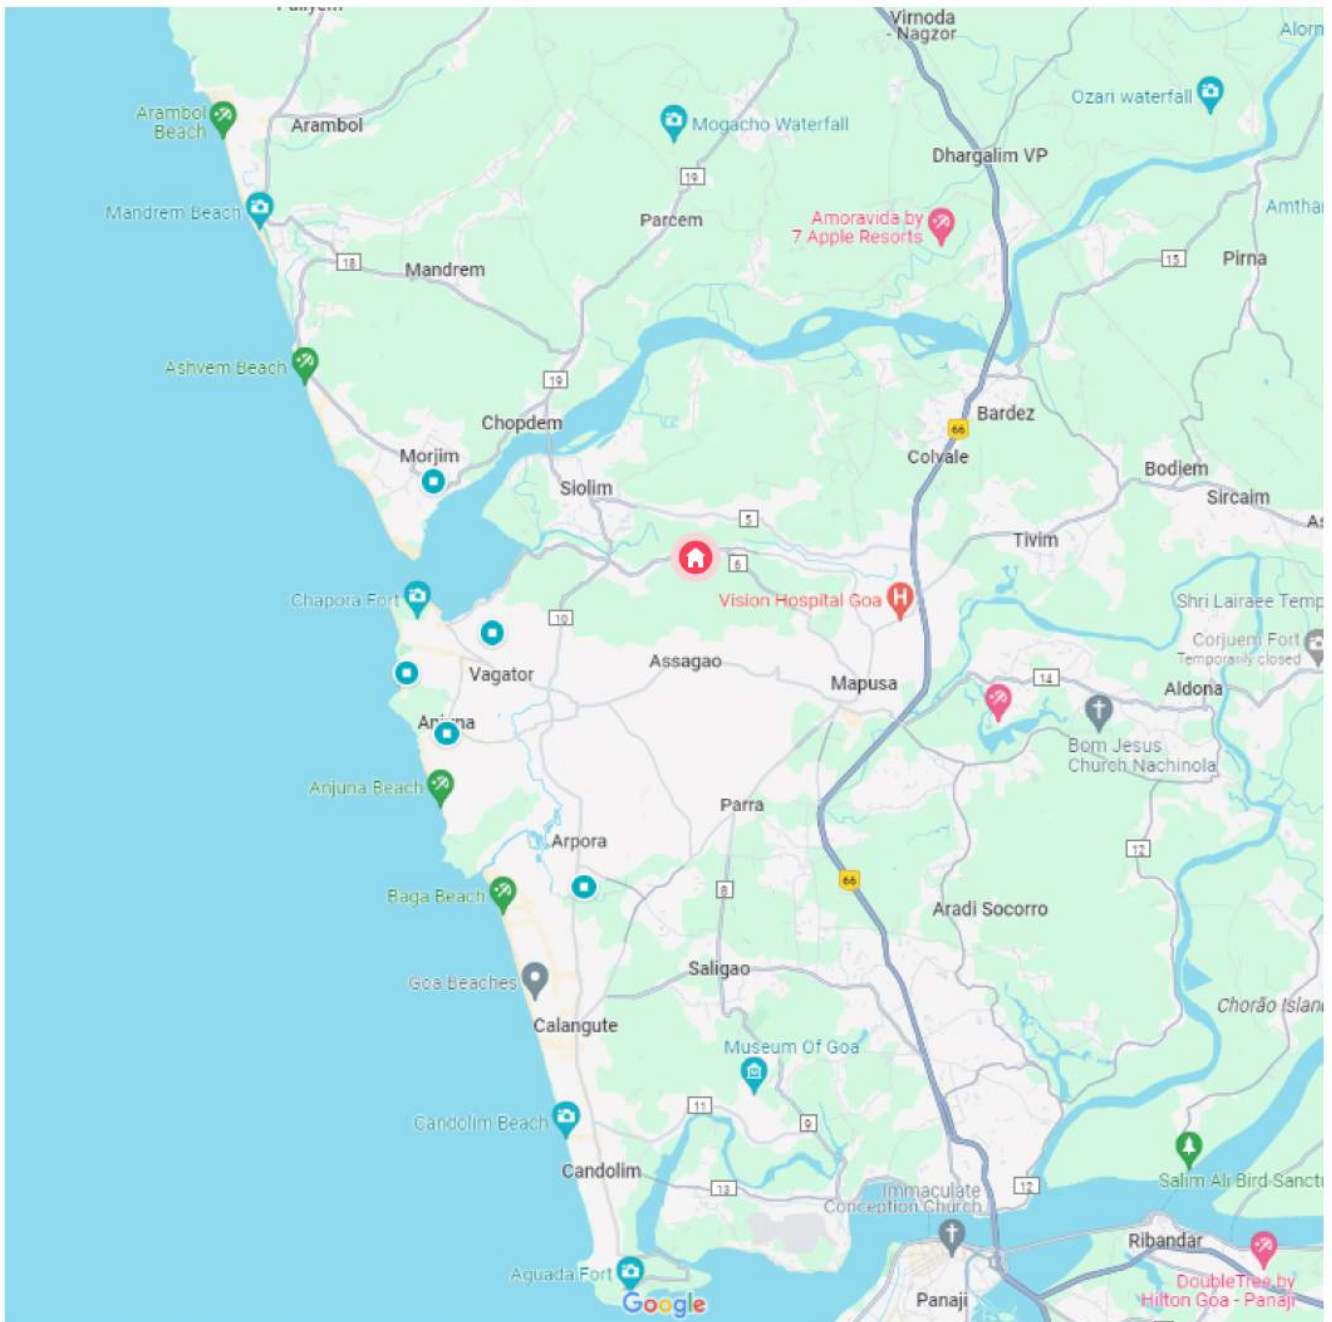 Virnoda
- Nagzor
Arambol
Beach
Arambol
Mogacho Waterfall
Ozari waterfall
Dhargalim VP
19
Mandrem Beach
Parcem
Amoravida by
7 Apple Resorts
18
Mandrem
15
Pirna
Ashvem Beach
19
Chopdem
Bardez
66
Colvale
Morjim
Siolim
Bodiem
Sircaim
5
Tivim
6
Chapora Fort
Vision Hospital Goa
H
10
Shri Lairaee Temp
Corjuem Fort
Temporarily closed
Vagator
Assagao
Mapusa
14
Aldona
Anjuna
Bom Jesus
Church Nachinola
Anjuna Beach
Parra
Arpora
12
66
Baga Beach
8
Aradi Socorro
Saligao
Goa Beaches
Calangute
Chorão Islan
Museum Of Goa
11
9
Candolim Beach
Candolim
13
Immaculate
Conception Church
12
Salim Ali Bird Sanct
Ribandar
Aguada Fort
Google
Panaji
DoubleTree by
Hilton Goa - Panaji